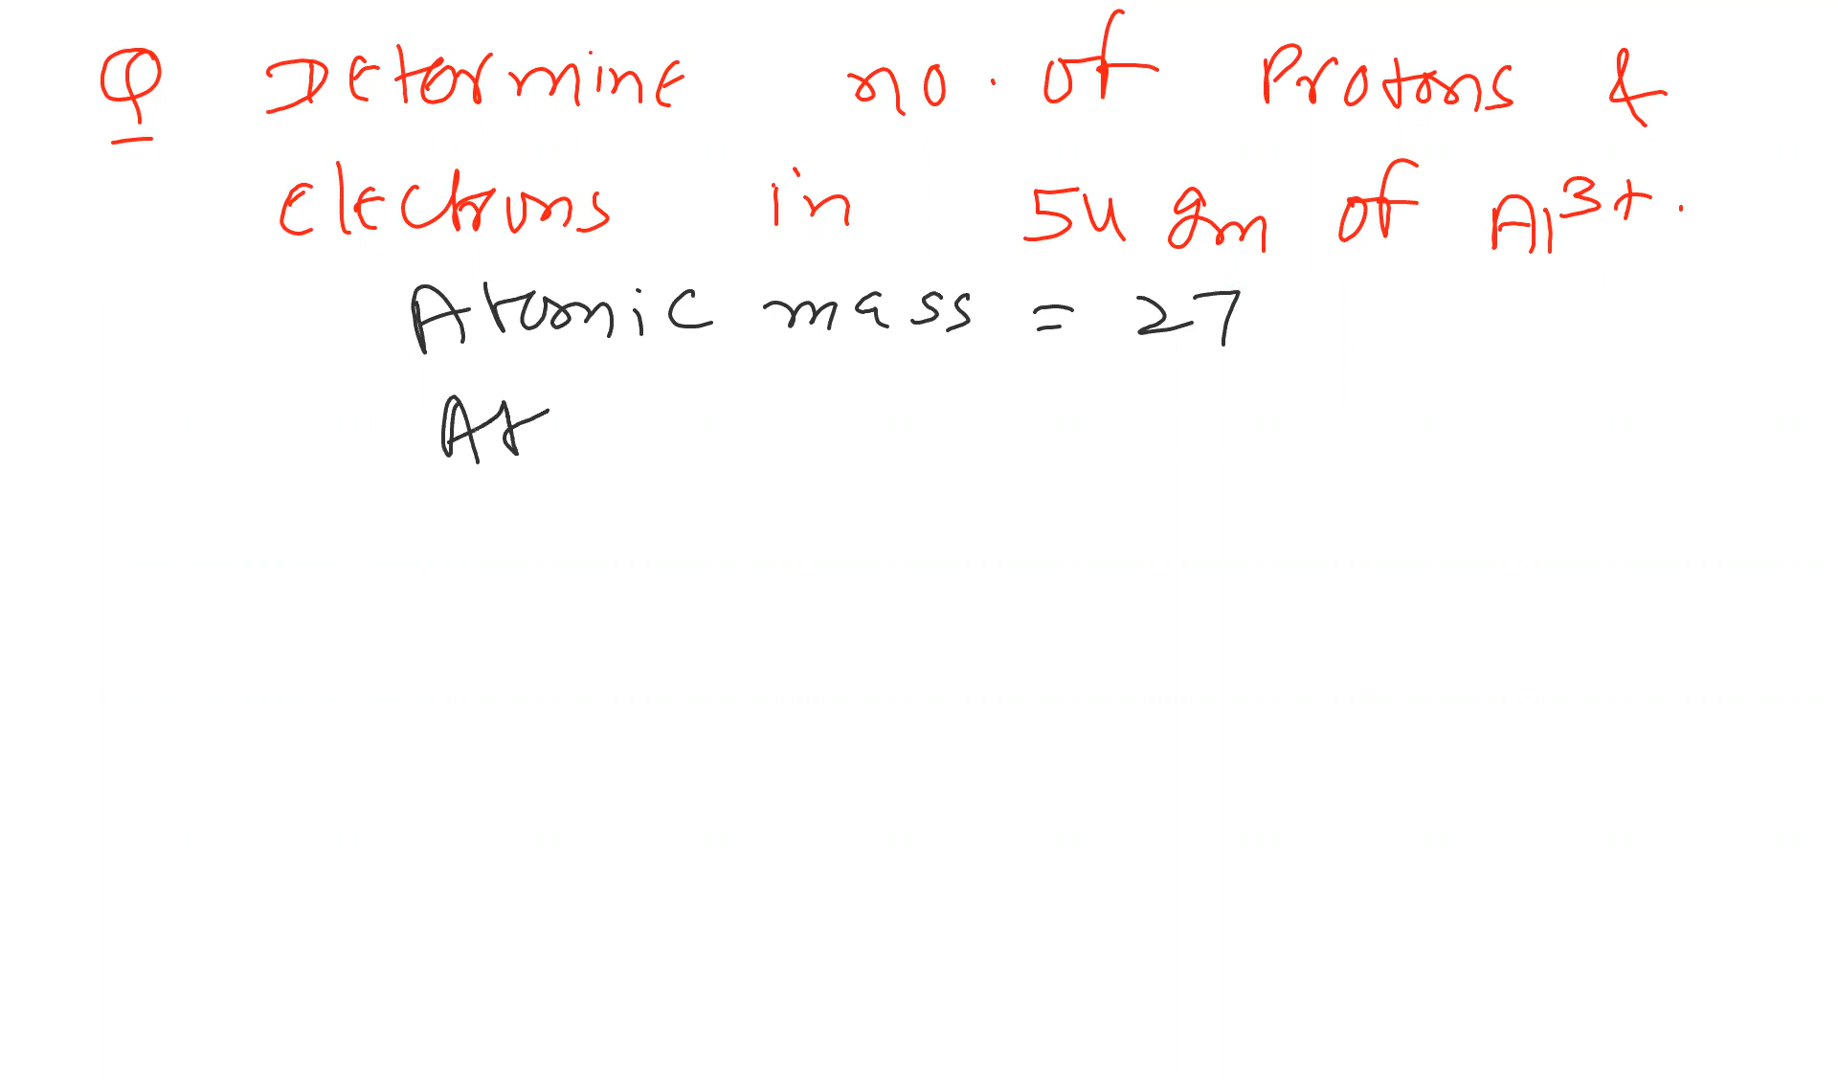 Q Determine no. of Protons &
electrons in 54 gm of Al3+.
Atomic mass = 27
At